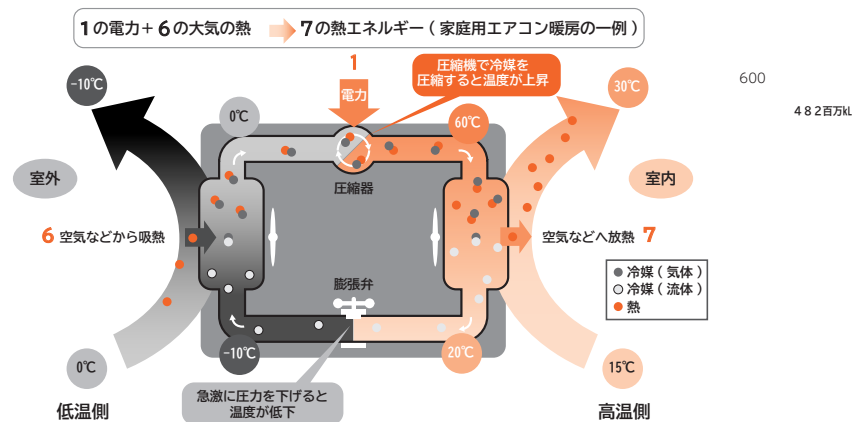 1の電力＋6の大気の熱 7の熱エネルギー（家庭用エアコン暖房の一例）
1
電力
圧縮機で冷媒を
圧縮すると温度が上昇
600
482百万kL
-10℃
0℃
60℃
30℃
圧縮器
室外
室内
6 空気などから吸熱
空気などへ放熱 7
冷媒（気体）
冷媒（流体）
熱
膨張弁
-10℃
20℃
0℃
15℃
急激に圧力を下げると
温度が低下
低温側
高温側